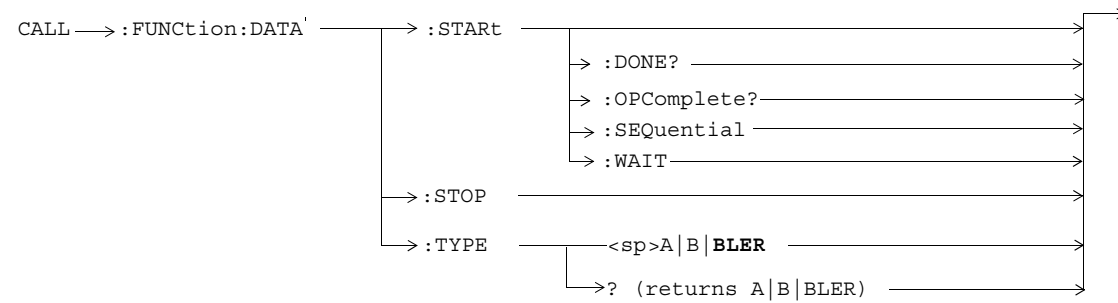 CALL :FUNCtion:DATA :STARt
:DONE?
:OPComplete?
:SEQuential
:WAIT
:STOP
:TYPE <sp>A|B|BLER
? (returns A|B|BLER)